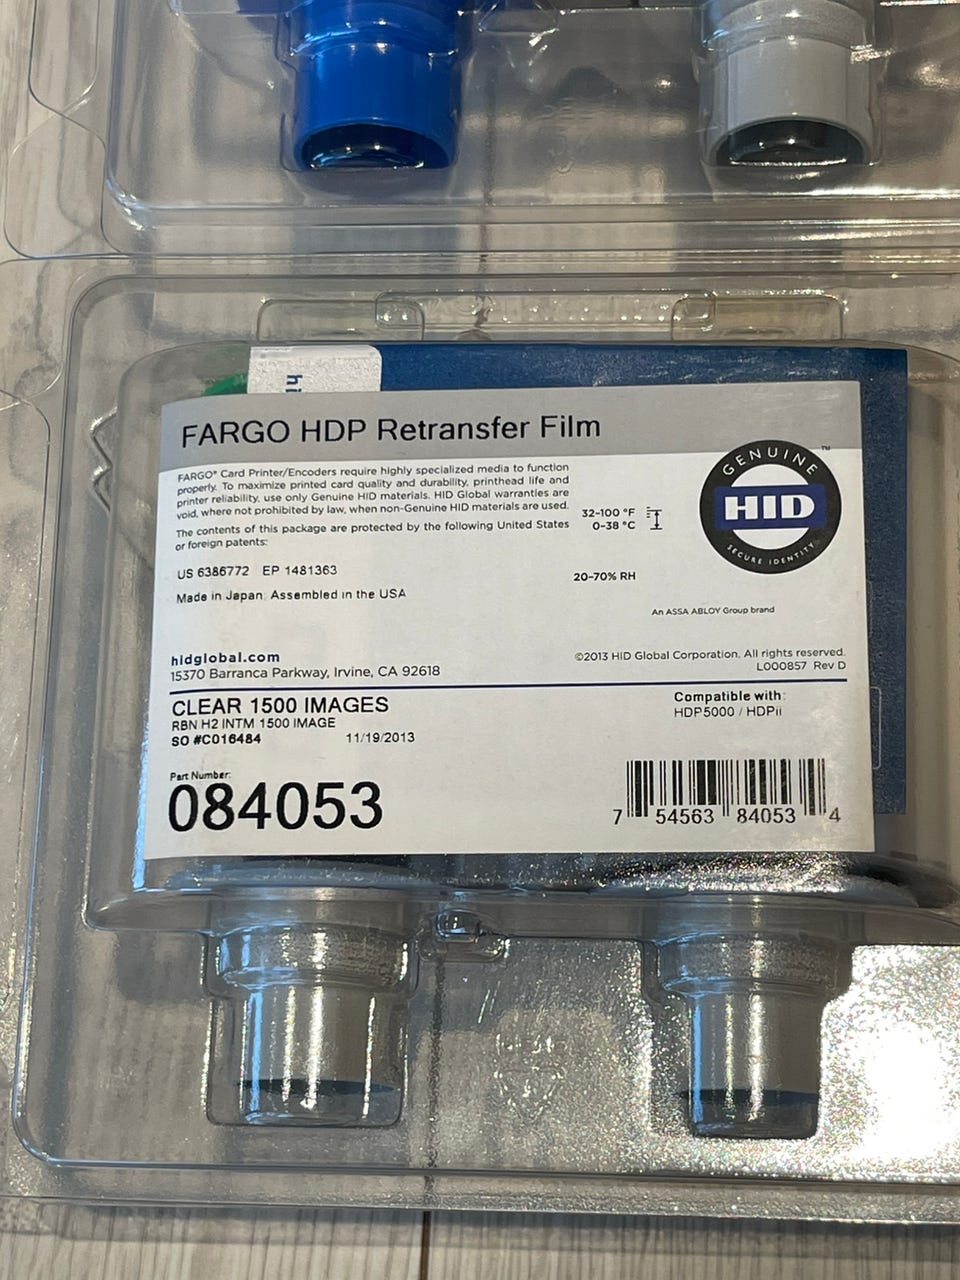 hi
FARGO HDP Retransfer Film
FARGO® Card Printer/Encoders require highly specialized media to function
properly. To maximize printed card quality and durability, printhead life and
printer reliability, use only Genuine HID materials. HID Global warranties are
void, where not prohibited by law, when non-Genuine HID materials are used.
The contents of this package are protected by the following United States
or foreign patents:
US 6386772 EP 1481363
Made in Japan. Assembled in the USA
32-100 °F
0-38 °C
20-70% RH
GENUINE
™
HID
SECURE IDENTITY
An ASSA ABLOY Group brand
hidglobal.com
15370 Barranca Parkway, Irvine, CA 92618
©2013 HID Global Corporation. All rights reserved.
L000857 Rev D
CLEAR 1500 IMAGES
RBN H2 INTM 1500 IMAGE
SO #C016484 11/19/2013
Compatible with:
HDP5000 / HDPii
Part Number:
084053
7 54563 84053 4